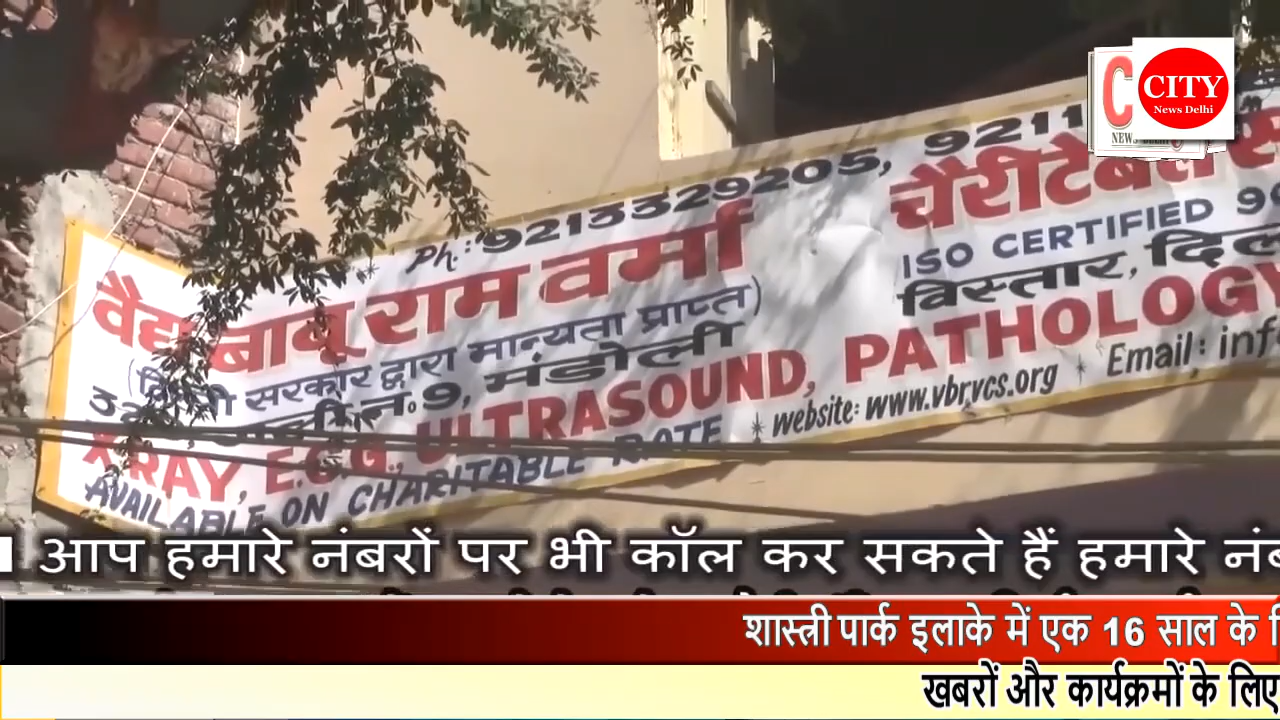 CITY
News Delhi
Ph.: 9213329205, 9211
वैद्य बाबू राम वर्मा चैरीटेबल
सरकार द्वारा मान्यता प्राप्त) ISO CERTIFIED
9, मंडोली विस्तार,
X-RAY, E.C.G., ULTRASOUND, PATHOLOGY
AVAILABLE ON CHARITABLE RATE website: www.vbrvcs.org Email:
आप हमारे नंबरों पर भी कॉल कर सकते हैं हमारे
शास्त्री पार्क इलाके में एक 16 साल के
खबरों और कार्यक्रमों के लिए